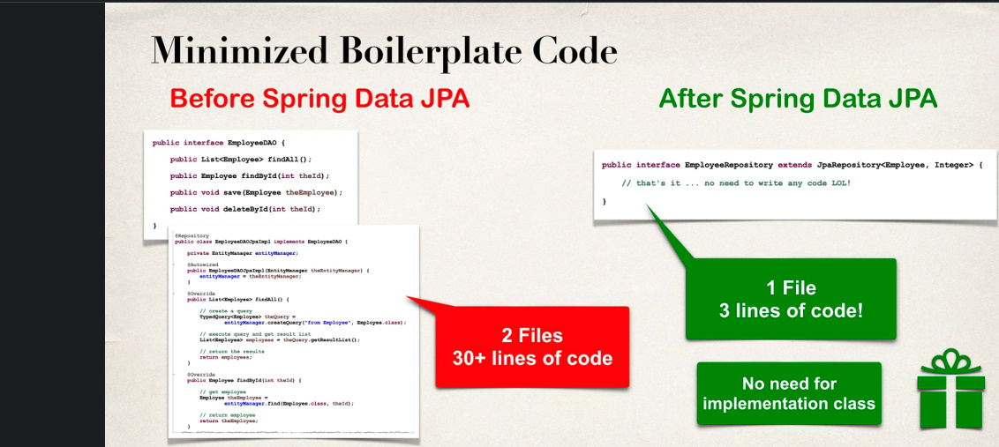 Minimized Boilerplate Code
Before Spring Data JPA
public interface EmployeeDAO {
public List<Employee> findAll();
public Employee findById(int theId);
public void save(Employee theEmployee);
public void deleteById(int theId);
}
@Repository
public class EmployeeDAOJpaImpl implements EmployeeDAO {
private EntityManager entityManager;
@Autowired
public EmployeeDAOJpaImpl(EntityManager theEntityManager) {
entityManager = theEntityManager;
}
@Override
public List<Employee> findAll() {
// create a query
TypedQuery<Employee> theQuery =
entityManager.createQuery("from Employee", Employee.class);
// execute query and get result list
List<Employee> employees = theQuery.getResultList();
// return the results
return employees;
}
@Override
public Employee findById(int theId) {
// get employee
Employee theEmployee =
entityManager.find(Employee.class, theId);
// return employee
return theEmployee;
}
2 Files
30+ lines of code
After Spring Data JPA
public interface EmployeeRepository extends JpaRepository<Employee, Integer> {
// that's it ... no need to write any code LOL!
}
1 File
3 lines of code!
No need for
implementation class